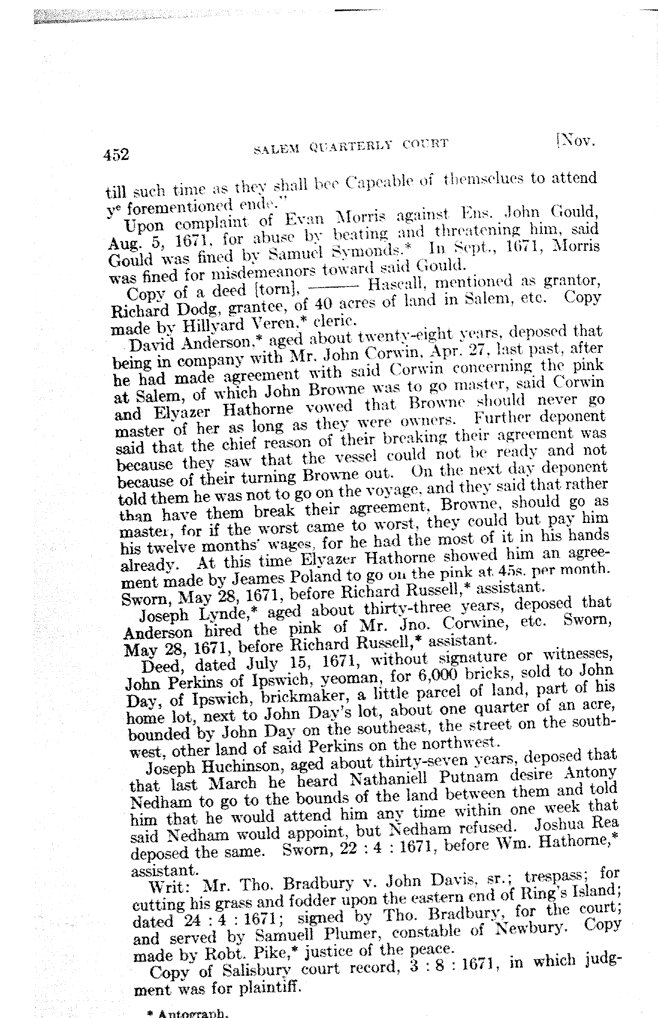 452 SALEM QUARTERLY COURT [Nov.
till such time as they shall bee Capeable of themselues to attend
yᵉ forementioned ende."
Upon complaint of Evan Morris against Ens. John Gould,
Aug. 5, 1671, for abuse by beating and threatening him, said
Gould was fined by Samuel Symonds.* In Sept., 1671, Morris
was fined for misdemeanors toward said Gould.
Copy of a deed [torn], ——— Hascall, mentioned as grantor,
Richard Dodg, grantee, of 40 acres of land in Salem, etc. Copy
made by Hillyard Veren,* cleric.
David Anderson,* aged about twenty-eight years, deposed that
being in company with Mr. John Corwin, Apr. 27, last past, after
he had made agreement with said Corwin concerning the pink
at Salem, of which John Browne was to go master, said Corwin
and Elyazer Hathorne vowed that Browne should never go
master of her as long as they were owners. Further deponent
said that the chief reason of their breaking their agreement was
because they saw that the vessel could not be ready and not
because of their turning Browne out. On the next day deponent
told them he was not to go on the voyage, and they said that rather
than have them break their agreement, Browne, should go as
master, for if the worst came to worst, they could but pay him
his twelve months' wages, for he had the most of it in his hands
already. At this time Elyazer Hathorne showed him an agree-
ment made by Jeames Poland to go on the pink at 45s. per month.
Sworn, May 28, 1671, before Richard Russell,* assistant.
Joseph Lynde,* aged about thirty-three years, deposed that
Anderson hired the pink of Mr. Jno. Corwine, etc. Sworn,
May 28, 1671, before Richard Russell,* assistant.
Deed, dated July 15, 1671, without signature or witnesses,
John Perkins of Ipswich, yeoman, for 6,000 bricks, sold to John
Day, of Ipswich, brickmaker, a little parcel of land, part of his
home lot, next to John Day's lot, about one quarter of an acre,
bounded by John Day on the southeast, the street on the south-
west, other land of said Perkins on the northwest.
Joseph Huchinson, aged about thirty-seven years, deposed that
that last March he heard Nathaniell Putnam desire Antony
Nedham to go to the bounds of the land between them and told
him that he would attend him any time within one week that
said Nedham would appoint, but Nedham refused. Joshua Rea
deposed the same. Sworn, 22 : 4 : 1671, before Wm. Hathorne,*
assistant.
Writ: Mr. Tho. Bradbury v. John Davis, sr.; trespass; for
cutting his grass and fodder upon the eastern end of Ring's Island;
dated 24 : 4 : 1671; signed by Tho. Bradbury, for the court;
and served by Samuell Plumer, constable of Newbury. Copy
made by Robt. Pike,* justice of the peace.
Copy of Salisbury court record, 3 : 8 : 1671, in which judg-
ment was for plaintiff.
* Autograph.